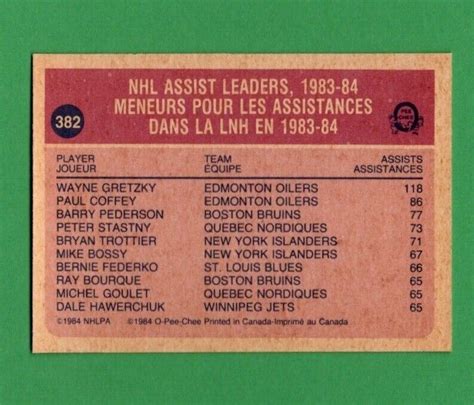 NHL ASSIST LEADERS, 1983-84
MENEURS POUR LES ASSISTANCES
DANS LA LNH EN 1983-84
382
O-PEE-CHEE
PLAYER TEAM ASSISTS
JOUEUR ÉQUIPE ASSISTANCES
WAYNE GRETZKY EDMONTON OILERS 118
PAUL COFFEY EDMONTON OILERS 86
BARRY PEDERSON BOSTON BRUINS 77
PETER STASTNY QUEBEC NORDIQUES 73
BRYAN TROTTIER NEW YORK ISLANDERS 71
MIKE BOSSY NEW YORK ISLANDERS 67
BERNIE FEDERKO ST. LOUIS BLUES 66
RAY BOURQUE BOSTON BRUINS 65
MICHEL GOULET QUEBEC NORDIQUES 65
DALE HAWERCHUK WINNIPEG JETS 65
©1984 NHLPA ©1984 O-Pee-Chee Printed in Canada-Imprimé au Canada